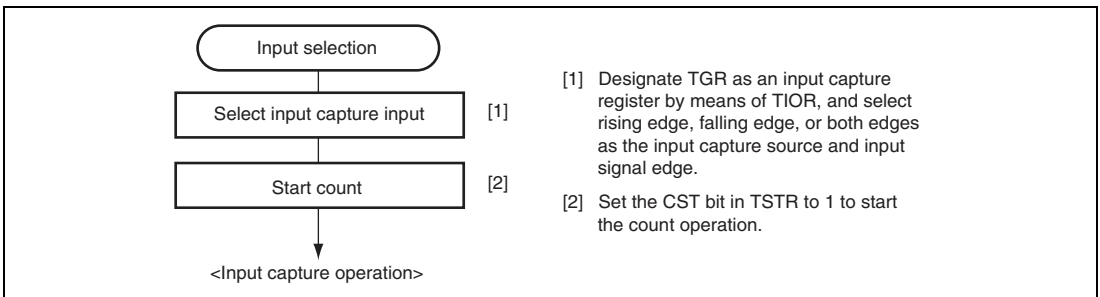 Input selection
Select input capture input
[1]
Start count
[2]
<Input capture operation>
[1] Designate TGR as an input capture
register by means of TIOR, and select
rising edge, falling edge, or both edges
as the input capture source and input
signal edge.
[2] Set the CST bit in TSTR to 1 to start
the count operation.